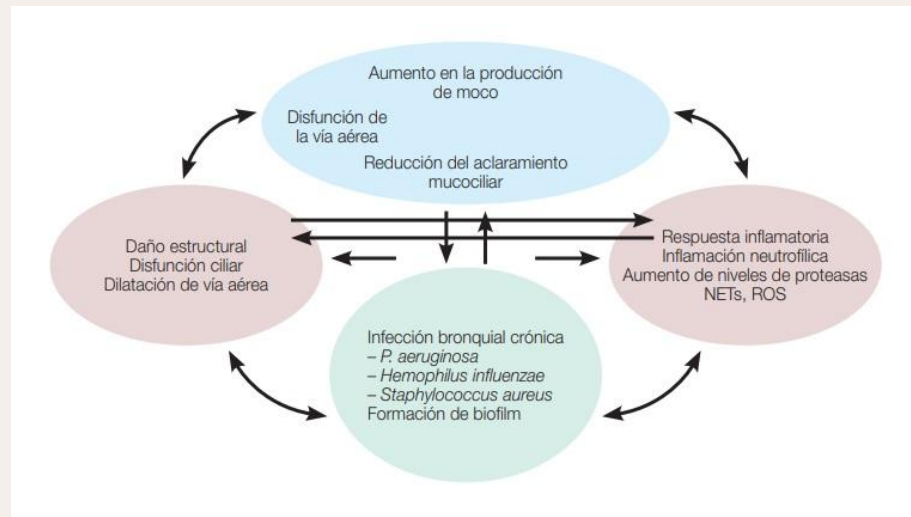 Aumento en la producción
de moco
Disfunción de
la vía aérea
Reducción del aclaramiento
mucociliar
Daño estructural
Disfunción ciliar
Dilatación de vía aérea
Respuesta inflamatoria
Inflamación neutrofílica
Aumento de niveles de proteasas
NETs, ROS
Infección bronquial crónica
– P. aeruginosa
– Hemophilus influenzae
– Staphylococcus aureus
Formación de biofilm